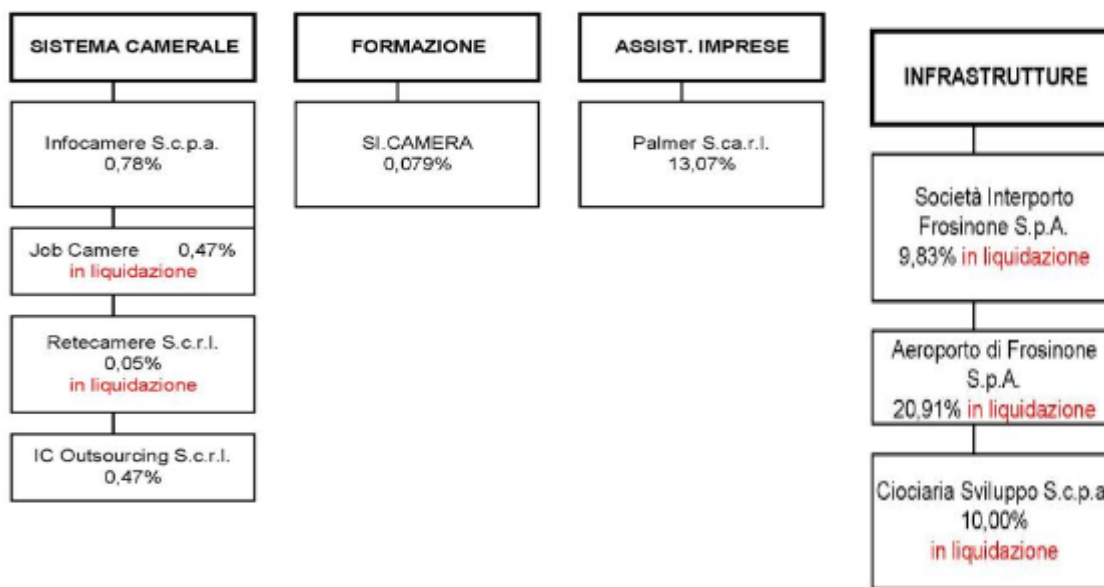 SISTEMA CAMERALE
Infocamere S.c.p.a.
0,78%
Job Camere 0,47%
in liquidazione
Retecamere S.c.r.l.
0,05%
in liquidazione
IC Outsourcing S.c.r.l.
0,47%
FORMAZIONE
SI.CAMERA
0,079%
ASSIST. IMPRESE
Palmer S.ca.r.l.
13,07%
INFRASTRUTTURE
Società Interporto
Frosinone S.p.A.
9,83% in liquidazione
Aeroporto di Frosinone
S.p.A.
20,91% in liquidazione
Ciociaria Sviluppo S.c.p.a
10,00%
in liquidazione